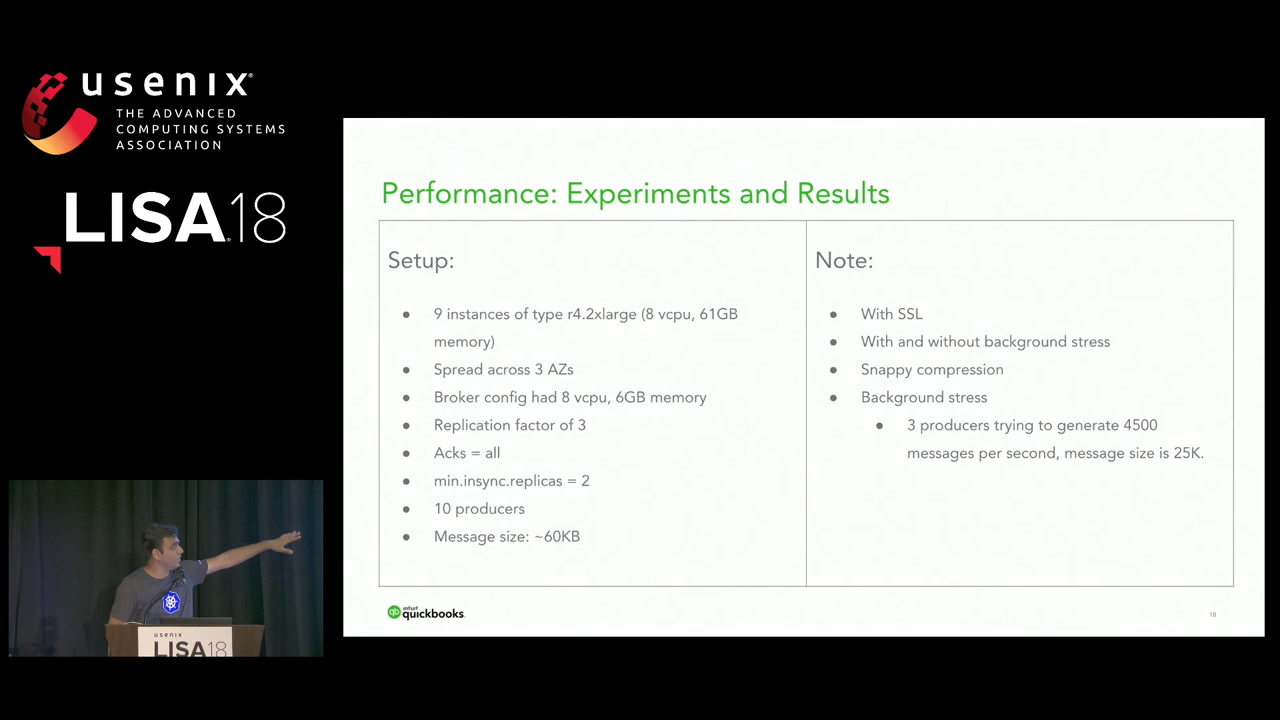 usenix
THE ADVANCED
COMPUTING SYSTEMS
ASSOCIATION
LISA18
Performance: Experiments and Results
Setup:
9 instances of type r4.2xlarge (8 vcpu, 61GB
memory)
Spread across 3 AZs
Broker config had 8 vcpu, 6GB memory
Replication factor of 3
Acks = all
min.insync.replicas = 2
10 producers
Message size: ~60KB
Note:
With SSL
With and without background stress
Snappy compression
Background stress
3 producers trying to generate 4500
messages per second, message size is 25K.
qb intuit quickbooks.
18
usenix
LISA18